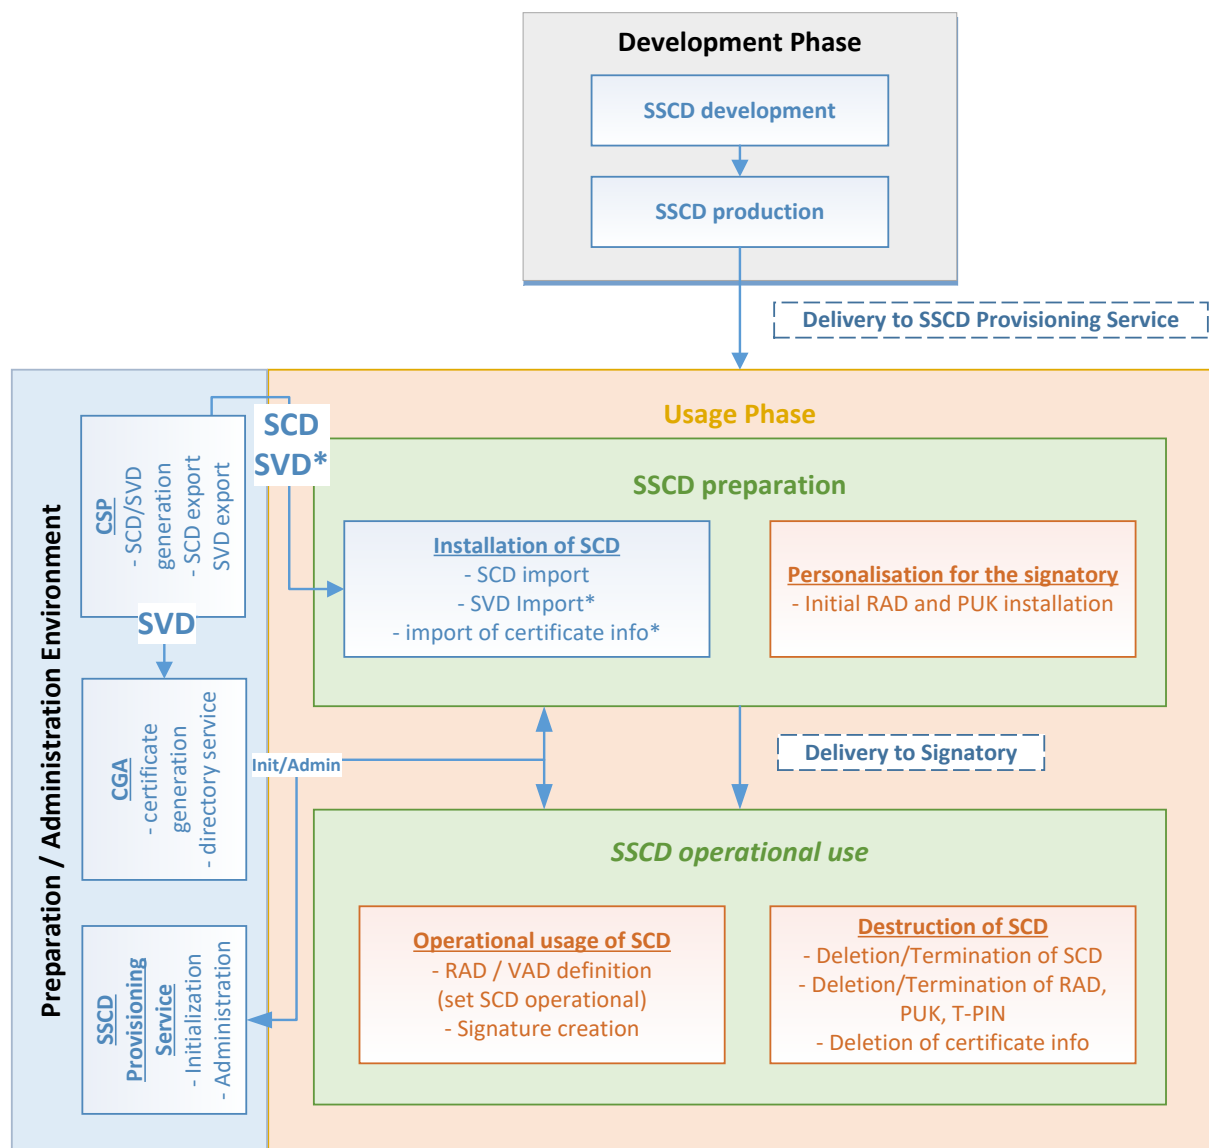 Development Phase
SSCD development
SSCD production
Delivery to SSCD Provisioning Service
Preparation / Administration Environment
CSP
- SCD/SVD
generation
- SCD export
SVD export
SCD
SVD*
SVD
CGA
- certificate
generation
- directory service
Init/Admin
SSCD
Provisioning
Service
- Initialization
- Administration
Usage Phase
SSCD preparation
Installation of SCD
- SCD import
- SVD Import*
- import of certificate info*
Personalisation for the signatory
- Initial RAD and PUK installation
Delivery to Signatory
SSCD operational use
Operational usage of SCD
- RAD / VAD definition
(set SCD operational)
- Signature creation
Destruction of SCD
- Deletion/Termination of SCD
- Deletion/Termination of RAD,
PUK, T-PIN
- Deletion of certificate info